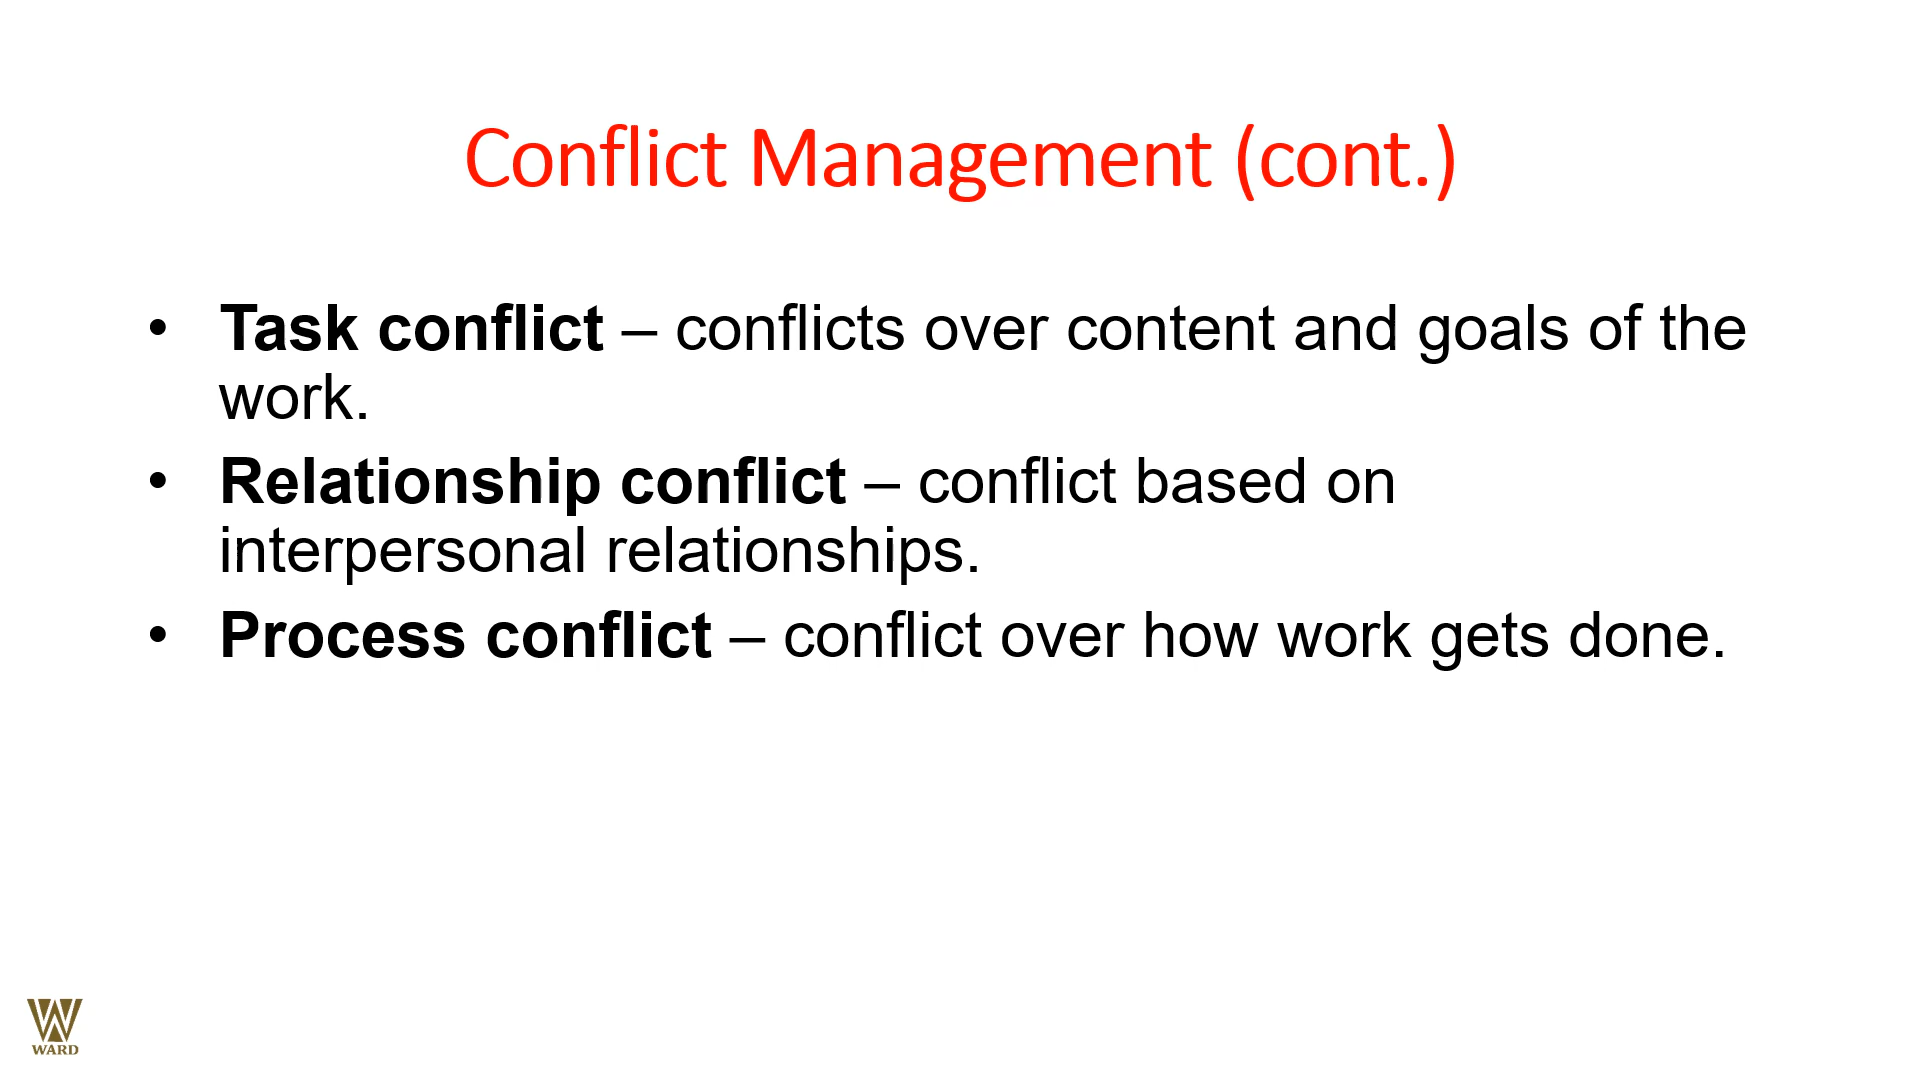 Conflict Management (cont.)
• Task conflict – conflicts over content and goals of the
work.
• Relationship conflict – conflict based on
interpersonal relationships.
• Process conflict – conflict over how work gets done.
WARD